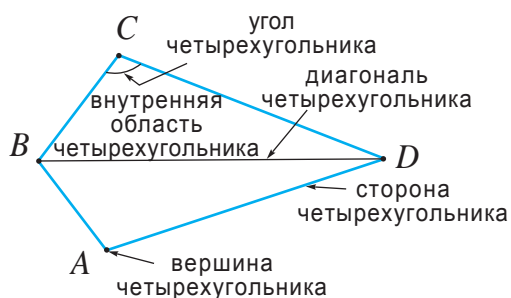 C
угол
четырехугольника
диагональ
четырехугольника
внутренняя
область
четырехугольника
B
D
сторона
четырехугольника
A
вершина
четырехугольника